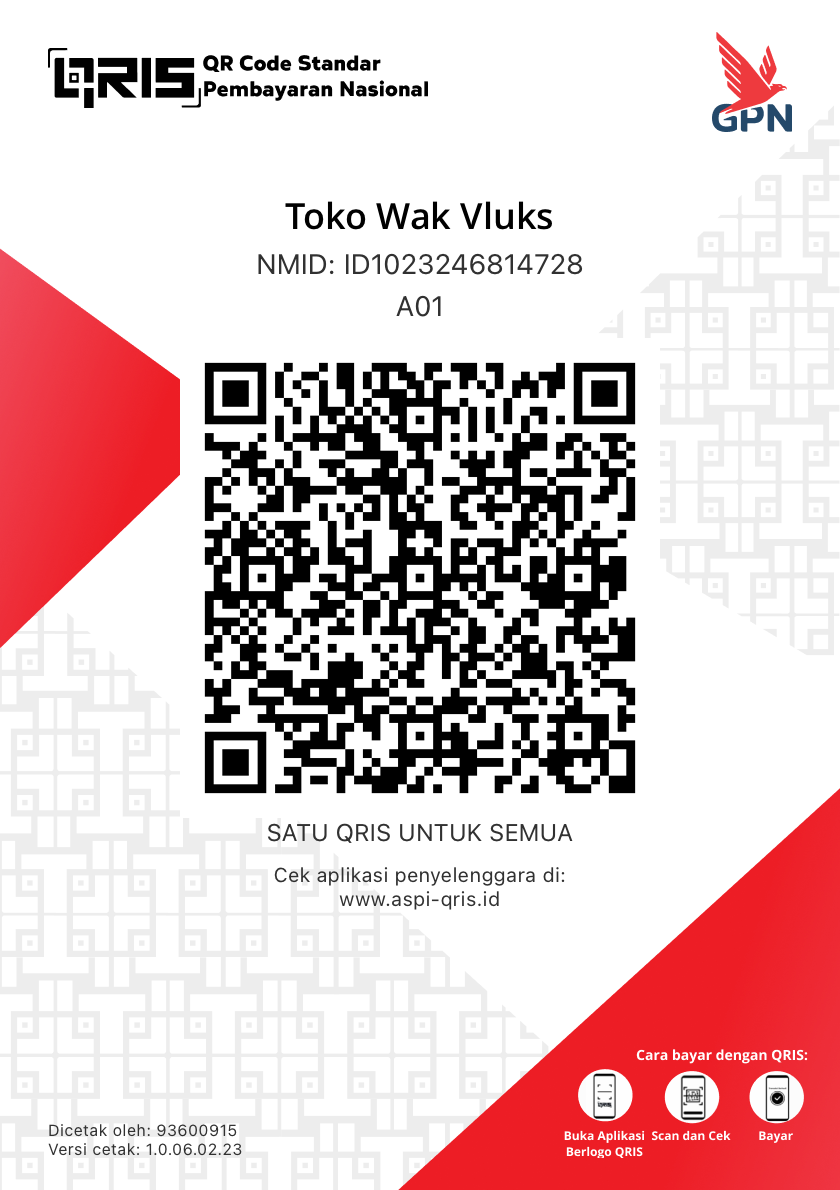 QRIS
QR Code Standar
Pembayaran Nasional
GPN
Toko Wak Vluks
NMID: ID1023246814728
A01
SATU QRIS UNTUK SEMUA
Cek aplikasi penyelenggara di:
www.aspi-qris.id
Cara bayar dengan QRIS:
Buka Aplikasi
Berlogo QRIS
Scan dan Cek
Bayar
Dicetak oleh: 93600915
Versi cetak: 1.0.06.02.23